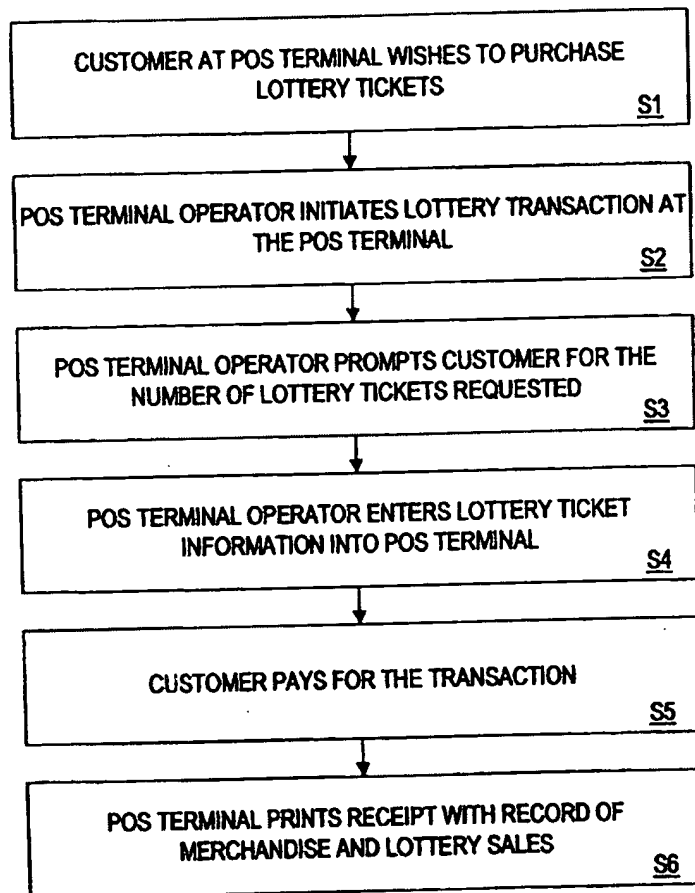 CUSTOMER AT POS TERMINAL WISHES TO PURCHASE
LOTTERY TICKETS
S1
POS TERMINAL OPERATOR INITIATES LOTTERY TRANSACTION AT
THE POS TERMINAL
S2
POS TERMINAL OPERATOR PROMPTS CUSTOMER FOR THE
NUMBER OF LOTTERY TICKETS REQUESTED
S3
POS TERMINAL OPERATOR ENTERS LOTTERY TICKET
INFORMATION INTO POS TERMINAL
S4
CUSTOMER PAYS FOR THE TRANSACTION
S5
POS TERMINAL PRINTS RECEIPT WITH RECORD OF
MERCHANDISE AND LOTTERY SALES
S6